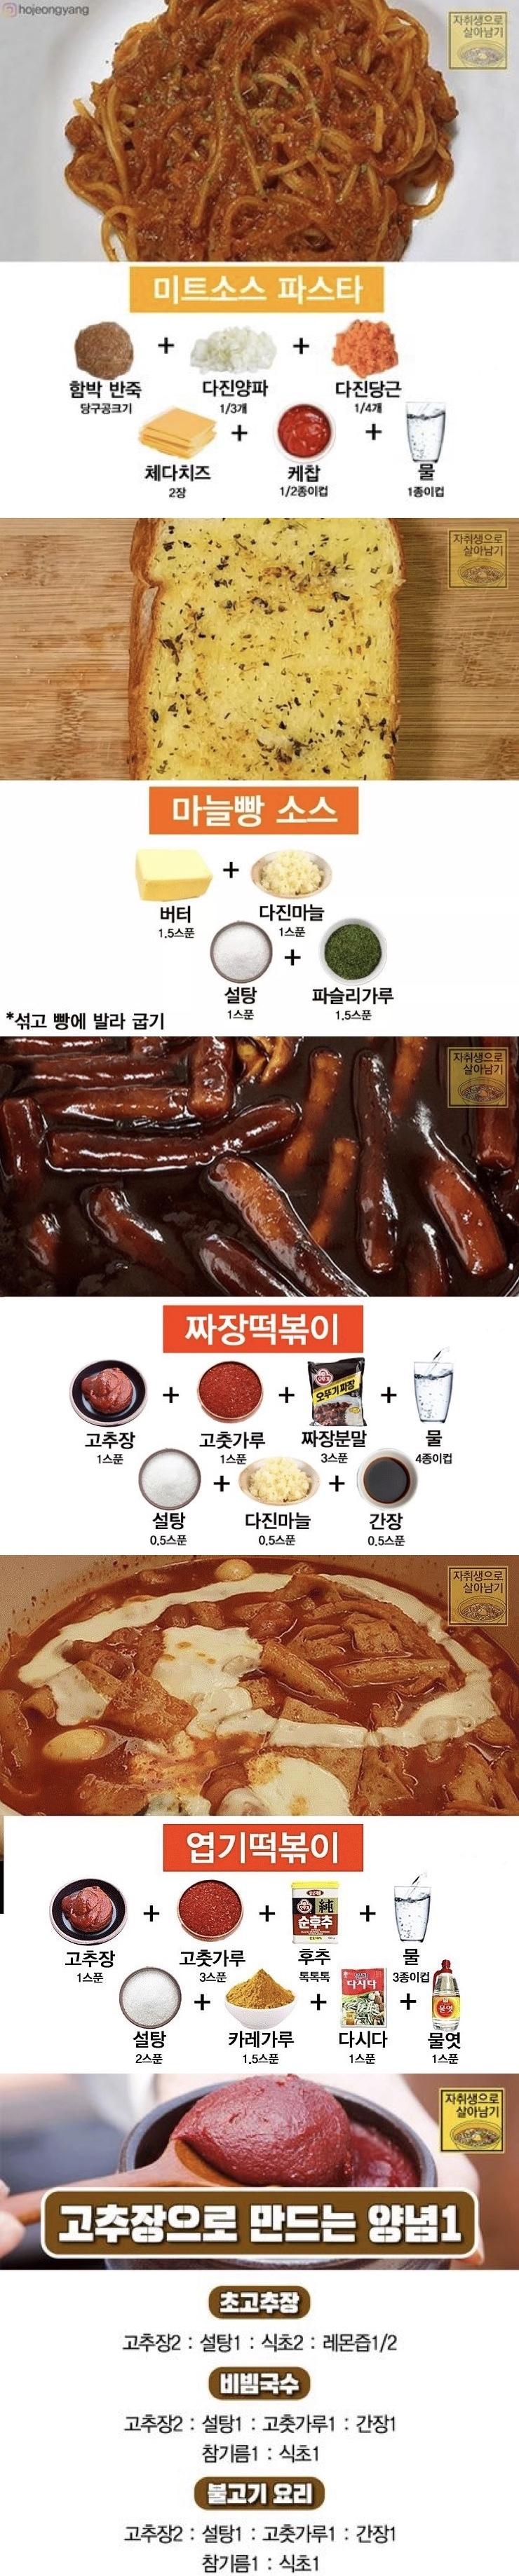 hojeongyang
자취생으로
살아남기
미트소스 파스타
함박 반죽 + 다진양파 + 다진당근
당구공크기 1/3개 1/4개
체다치즈 + 케찹 + 물
2장 1/2종이컵 1종이컵
자취생으로
살아남기
마늘빵 소스
버터 + 다진마늘
1.5스푼 1스푼
설탕 + 파슬리가루
1스푼 1.5스푼
*섞고 빵에 발라 굽기
자취생으로
살아남기
짜장떡볶이
오뚜기 짜장
고추장 + 고춧가루 + 짜장분말 + 물
1스푼 1스푼 3스푼 4종이컵
설탕 + 다진마늘 + 간장
0.5스푼 0.5스푼 0.5스푼
자취생으로
살아남기
엽기떡볶이
純
순후추
고추장 + 고춧가루 + 후추 + 물
1스푼 3스푼 톡톡톡 3종이컵
다시다
물엿
설탕 + 카레가루 + 다시다 + 물엿
2스푼 1.5스푼 1스푼 1스푼
자취생으로
살아남기
고추장으로 만드는 양념1
초고추장
고추장2 : 설탕1 : 식초2 : 레몬즙1/2
비빔국수
고추장2 : 설탕1 : 고춧가루1 : 간장1
참기름1 : 식초1
불고기 요리
고추장2 : 설탕1 : 고춧가루1 : 간장1
참기름1 : 식초1